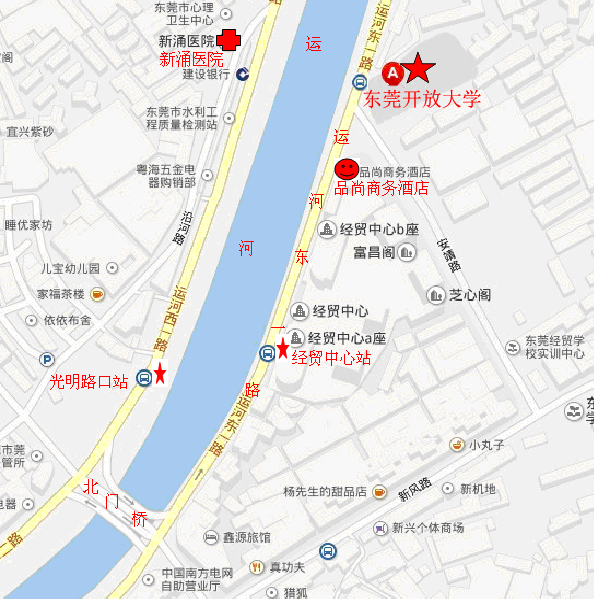 东莞市心理
卫生中心
新涌医院
新涌医院
建设银行
运河东一路
A
东莞开放大学
运
运
河
东
一
路
河
东莞市水利工
程质量检测站
宜兴紫砂
粤海五金电
器购销部
沿河路
品尚商务酒店
品尚商务酒店
经贸中心b座
富昌阁
安靖路
睡优家坊
儿宝幼儿园
家福茶楼
依依布舍
运河西一路
芝心阁
经贸中心
经贸中心a座
经贸中心站
P
光明路口站
东莞经贸学
校实训中心
运河东一路
小丸子
北
门
桥
杨先生的甜品店
新风路
新机地
新兴个体商场
鑫源旅馆
真功夫
中国南方电网
自助营业厅
猎狐